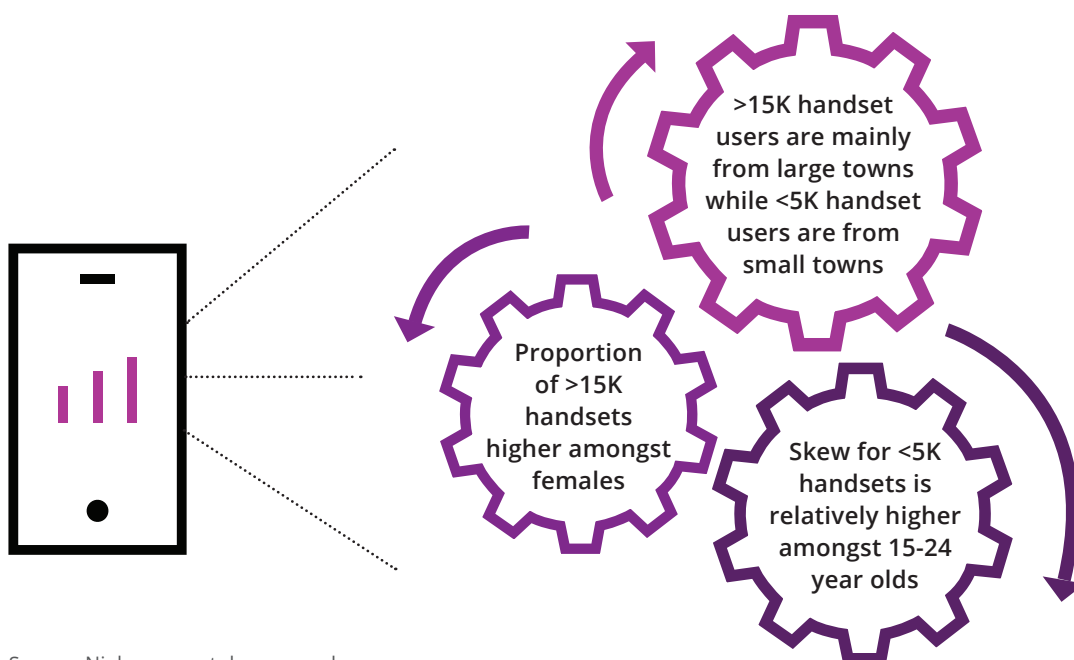 >15K handset
users are mainly
from large towns
while <5K handset
users are from
small towns
Proportion
of >15K
handsets
higher amongst
females
Skew for <5K
handsets is
relatively higher
amongst 15-24
year olds